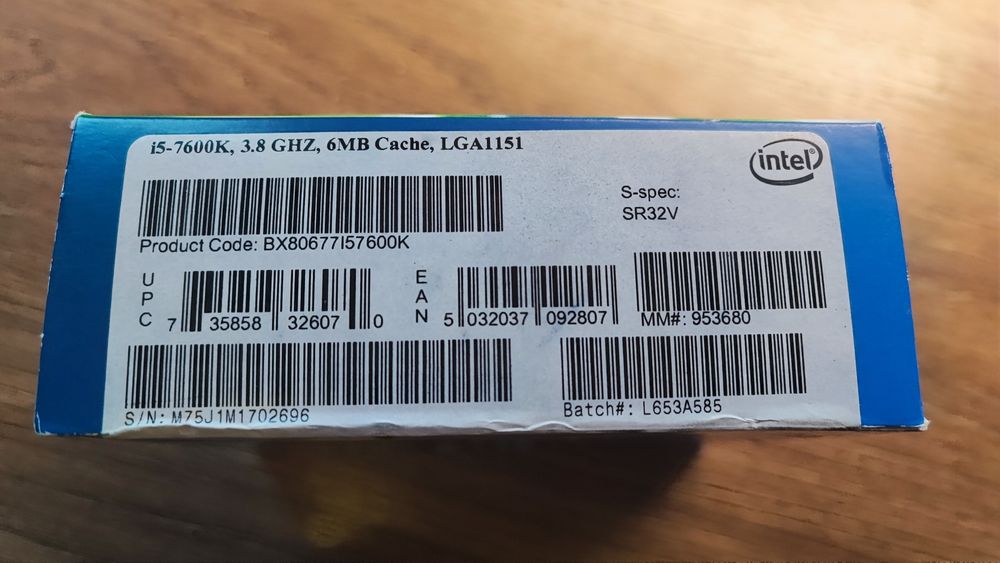 i5-7600K, 3.8 GHZ, 6MB Cache, LGA1151
intel®
S-spec:
SR32V
Product Code: BX80677I57600K
UPC 7 35858 32607 0
EAN 5 032037 092807
MM#: 953680
S/N: M75J1M1702696
Batch#: L653A585